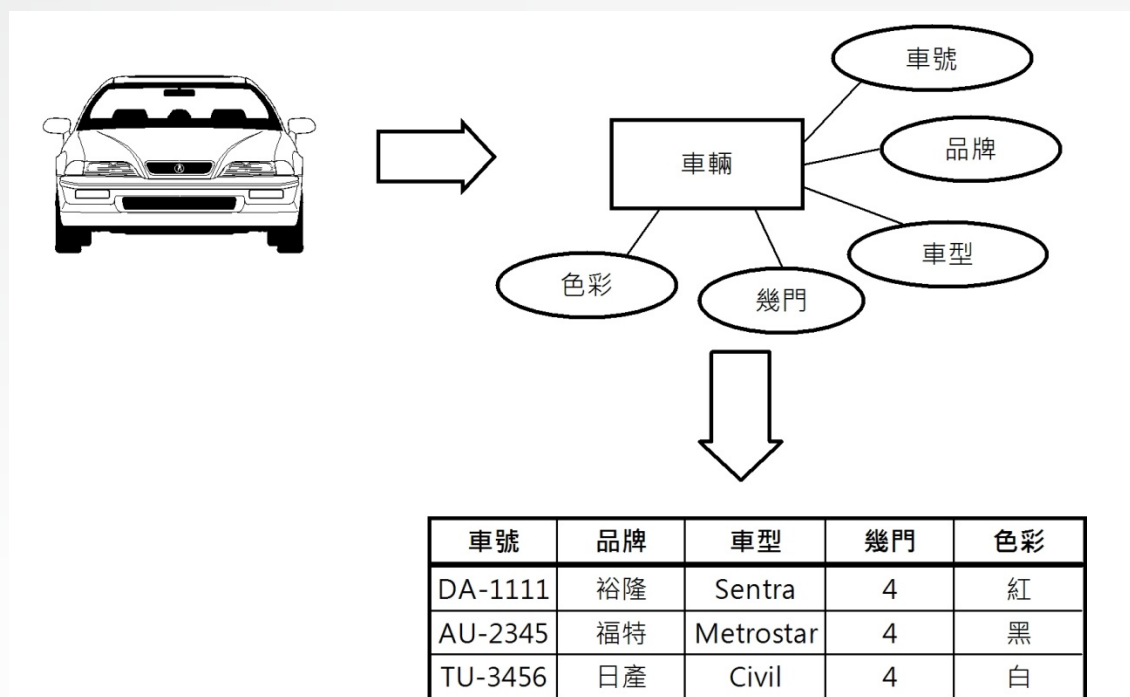 車號
品牌
車輛
車型
色彩
幾門
車號 品牌 車型 幾門 色彩
DA-1111 裕隆 Sentra 4 紅
AU-2345 福特 Metrostar 4 黑
TU-3456 日產 Civil 4 白